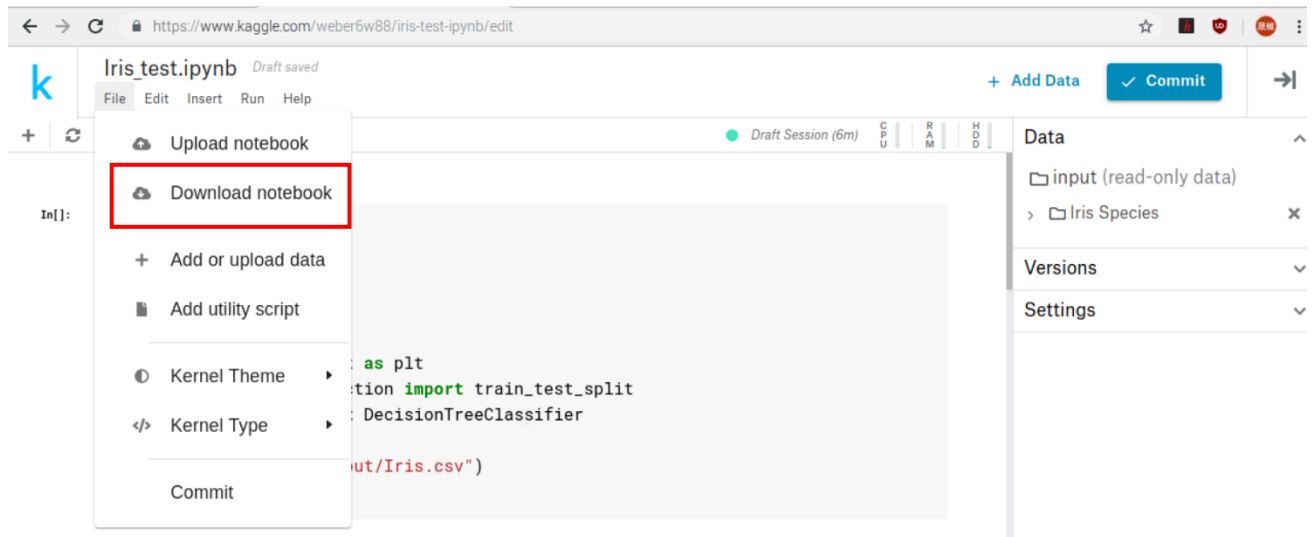 https://www.kaggle.com/weber6w88/iris-test-ipynb/edit
k
Iris_test.ipynb Draft saved
File Edit Insert Run Help
+ Add Data
Commit
Draft Session (6m)
CPU
RAM
HDD
Upload notebook
Download notebook
Add or upload data
Add utility script
Kernel Theme
Kernel Type
Commit
In[]:
as plt
tion import train_test_split
DecisionTreeClassifier
ut/Iris.csv")
Data
input (read-only data)
Iris Species
Versions
Settings